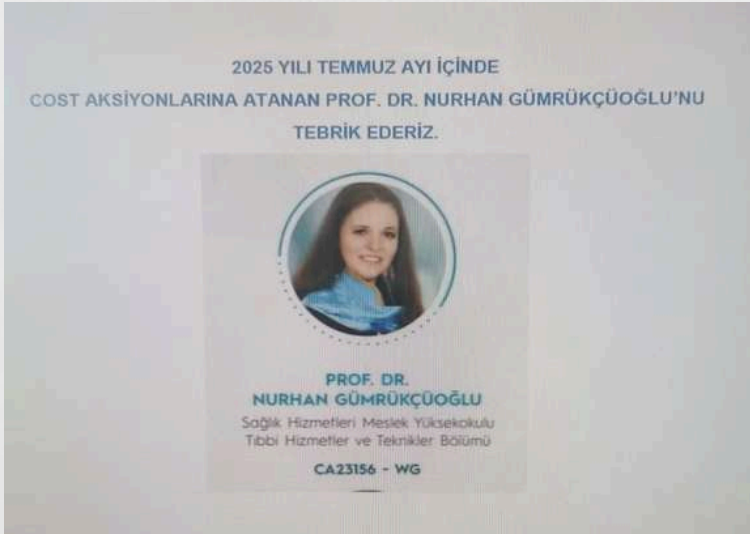 2025 YILI TEMMUZ AYI İÇİNDE
COST AKSİYONLARINA ATANAN PROF. DR. NURHAN GÜMRÜKÇÜOĞLU'NU
TEBRİK EDERİZ.
PROF. DR.
NURHAN GÜMRÜKÇÜOĞLU
Sağlık Hizmetleri Meslek Yüksekokulu
Tıbbi Hizmetler ve Teknikler Bölümü
CA23156 - WG